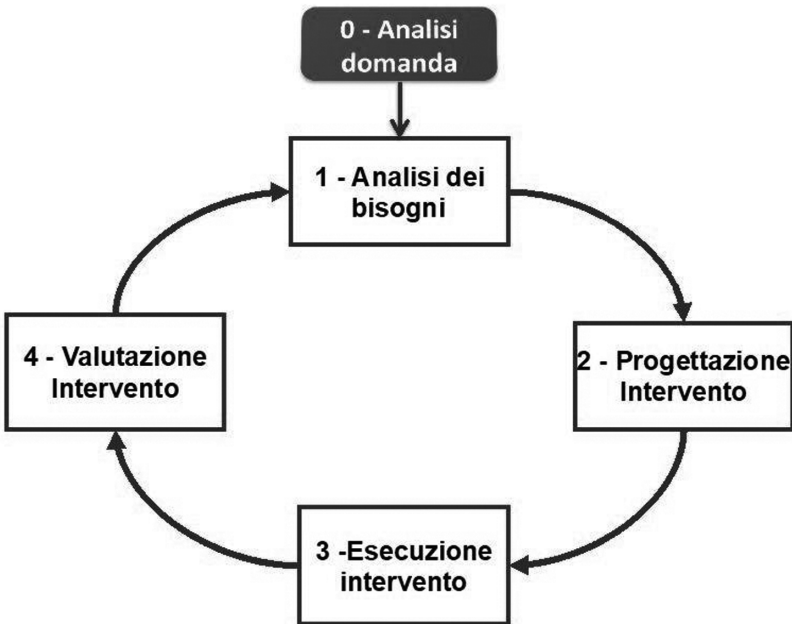 0 - Analisi
domanda
1 - Analisi dei
bisogni
2 - Progettazione
Intervento
3 -Esecuzione
intervento
4 - Valutazione
Intervento